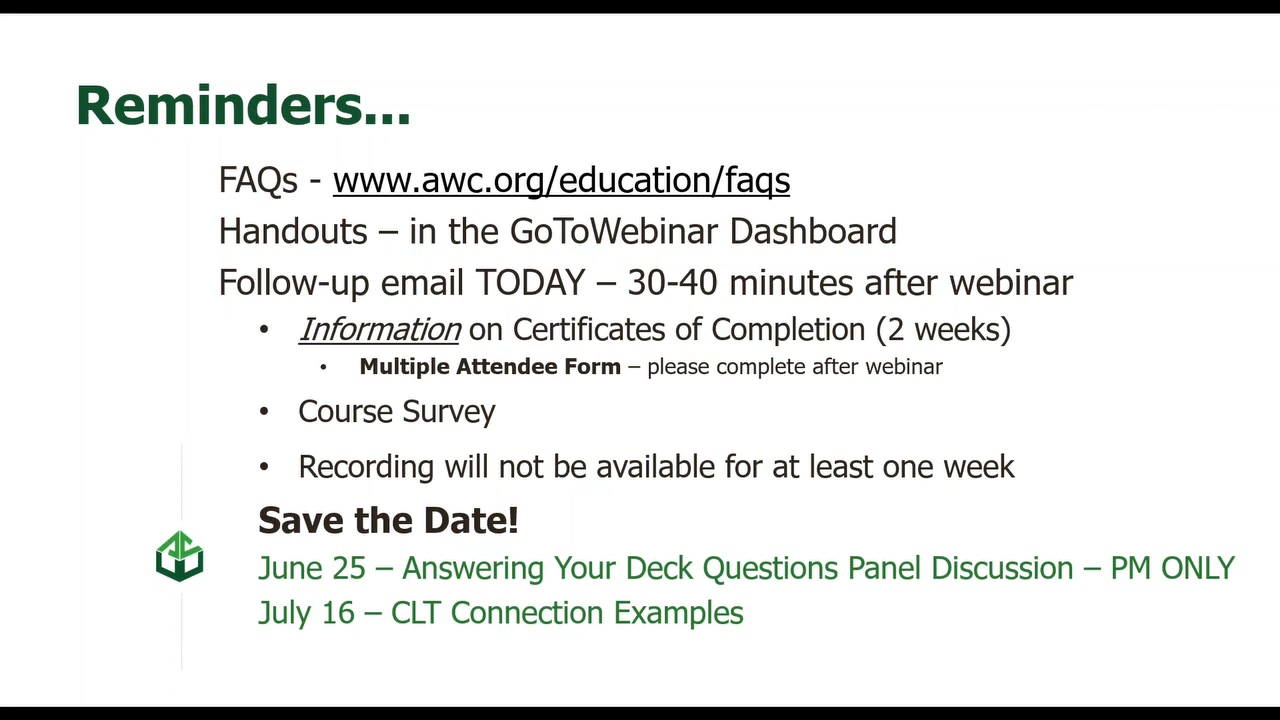 Reminders...
FAQs - www.awc.org/education/faqs
Handouts – in the GoToWebinar Dashboard
Follow-up email TODAY – 30-40 minutes after webinar
• Information on Certificates of Completion (2 weeks)
• Multiple Attendee Form – please complete after webinar
• Course Survey
• Recording will not be available for at least one week
Save the Date!
June 25 – Answering Your Deck Questions Panel Discussion – PM ONLY
July 16 – CLT Connection Examples